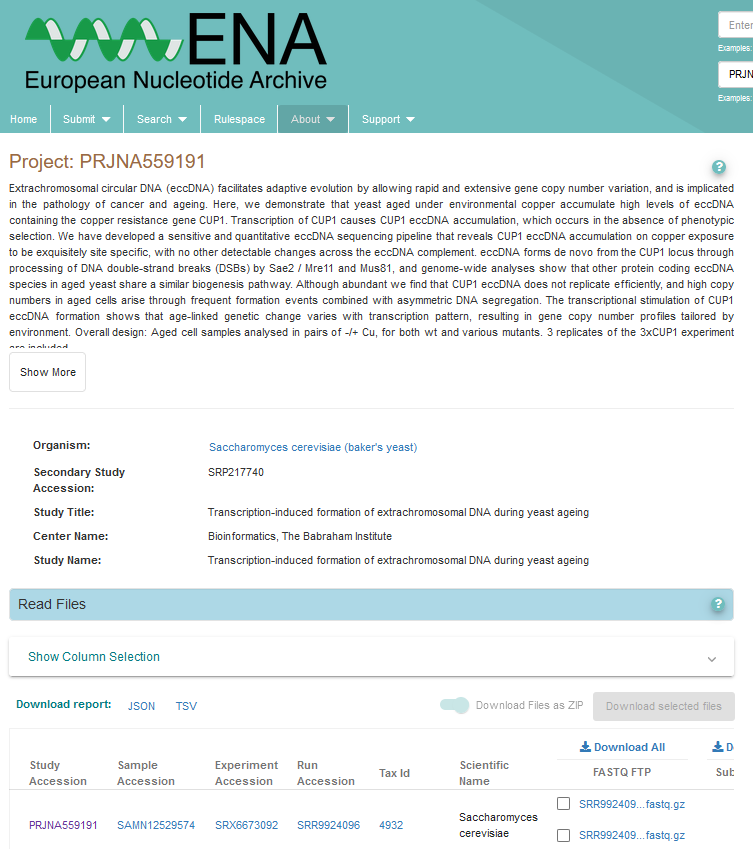 ENA
European Nucleotide Archive
Enter
Examples:
PRJN
Examples:
Home Submit Search Rulespace About Support
Project: PRJNA559191
Extrachromosomal circular DNA (eccDNA) facilitates adaptive evolution by allowing rapid and extensive gene copy number variation, and is implicated
in the pathology of cancer and ageing. Here, we demonstrate that yeast aged under environmental copper accumulate high levels of eccDNA
containing the copper resistance gene CUP1. Transcription of CUP1 causes CUP1 eccDNA accumulation, which occurs in the absence of phenotypic
selection. We have developed a sensitive and quantitative eccDNA sequencing pipeline that reveals CUP1 eccDNA accumulation on copper exposure
to be exquisitely site specific, with no other detectable changes across the eccDNA complement. eccDNA forms de novo from the CUP1 locus through
processing of DNA double-strand breaks (DSBs) by Sae2 / Mre11 and Mus81, and genome-wide analyses show that other protein coding eccDNA
species in aged yeast share a similar biogenesis pathway. Although abundant we find that CUP1 eccDNA does not replicate efficiently, and high copy
numbers in aged cells arise through frequent formation events combined with asymmetric DNA segregation. The transcriptional stimulation of CUP1
eccDNA formation shows that age-linked genetic change varies with transcription pattern, resulting in gene copy number profiles tailored by
environment. Overall design: Aged cell samples analysed in pairs of -/+ Cu, for both wt and various mutants. 3 replicates of the 3xCUP1 experiment
are included
Show More
Organism: Saccharomyces cerevisiae (baker's yeast)
Secondary Study SRP217740
Accession:
Study Title: Transcription-induced formation of extrachromosomal DNA during yeast ageing
Center Name: Bioinformatics, The Babraham Institute
Study Name: Transcription-induced formation of extrachromosomal DNA during yeast ageing
Read Files
Show Column Selection
Download report: JSON TSV Download Files as ZIP Download selected files
Download All D
Study Sample Experiment Run Tax Id Scientific FASTQ FTP Sub
Accession Accession Accession Accession Name
PRJNA559191 SAMN12529574 SRX6673092 SRR9924096 4932 Saccharomyces
cerevisiae
SRR992409...fastq.gz
SRR992409...fastq.gz